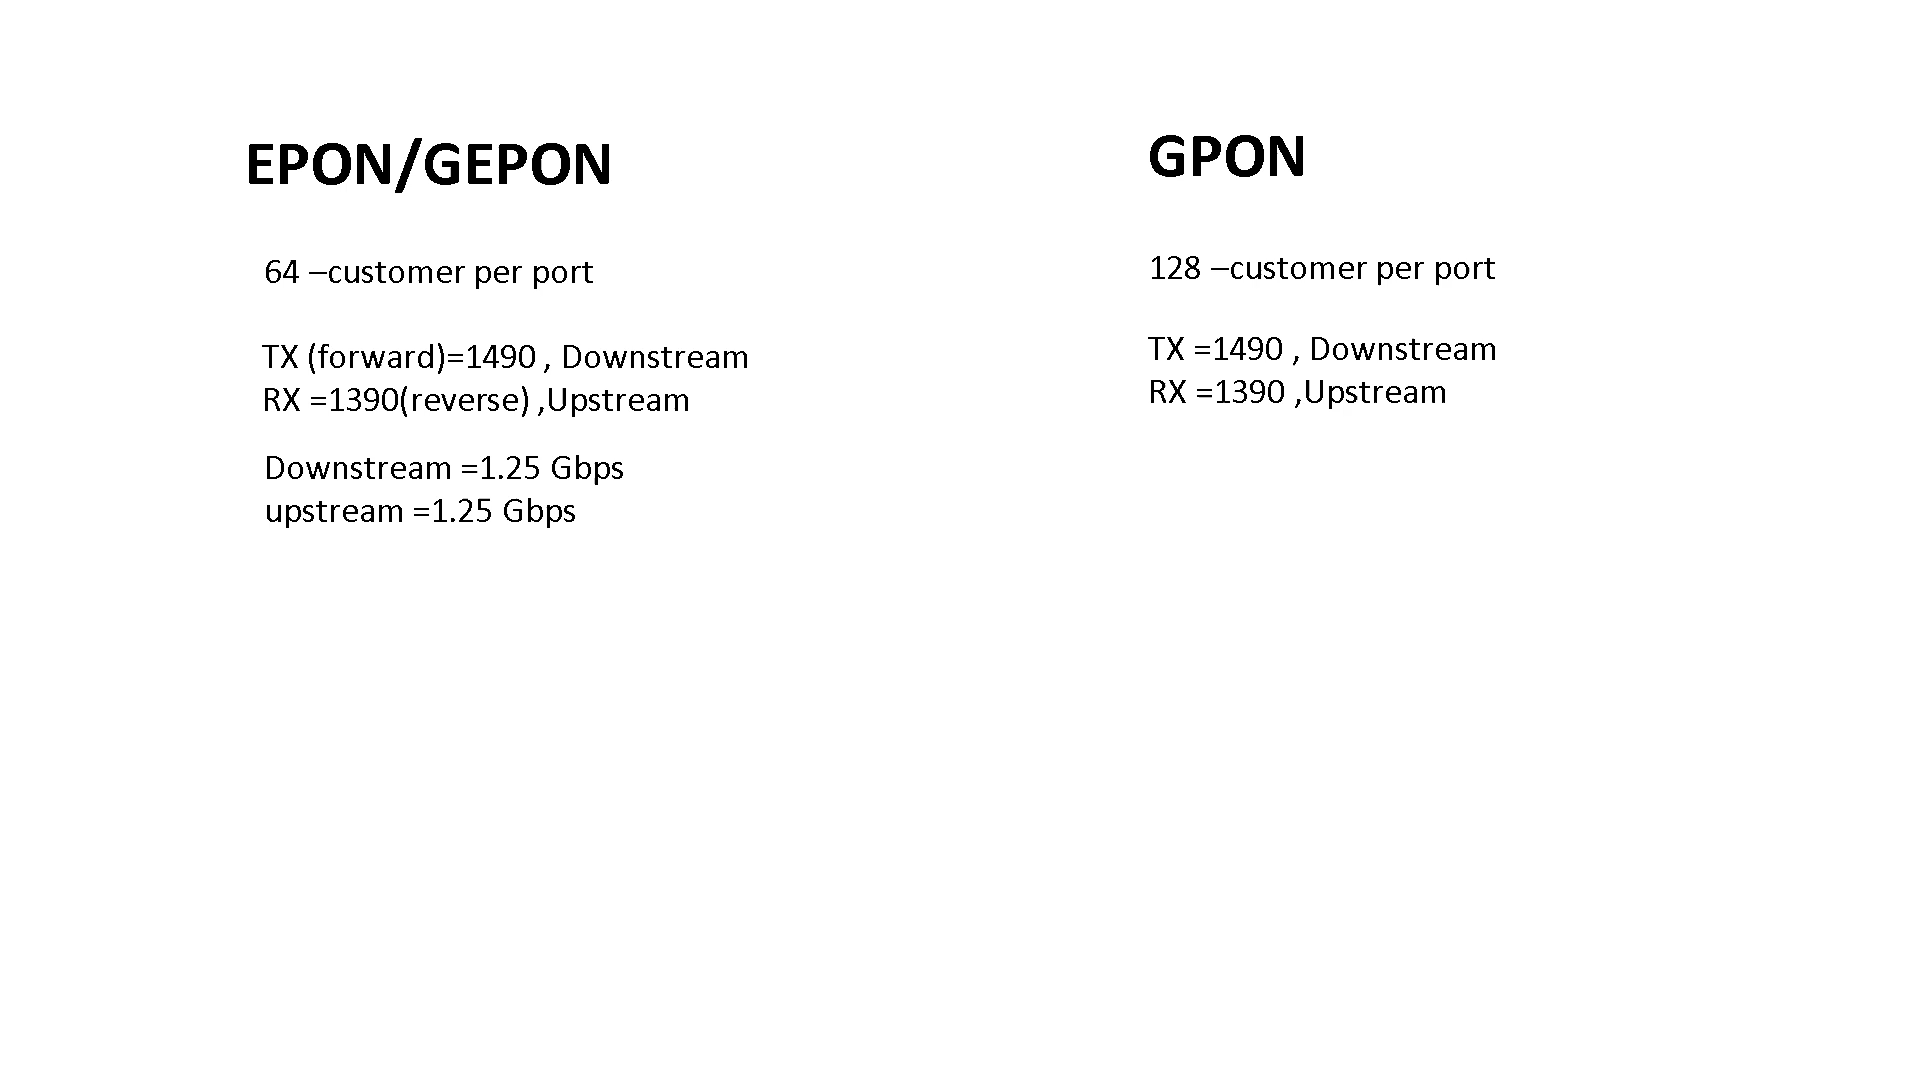 EPON/GEPON
64 –customer per port
TX (forward)=1490 , Downstream
RX =1390(reverse) ,Upstream
Downstream =1.25 Gbps
upstream =1.25 Gbps
GPON
128 –customer per port
TX =1490 , Downstream
RX =1390 ,Upstream